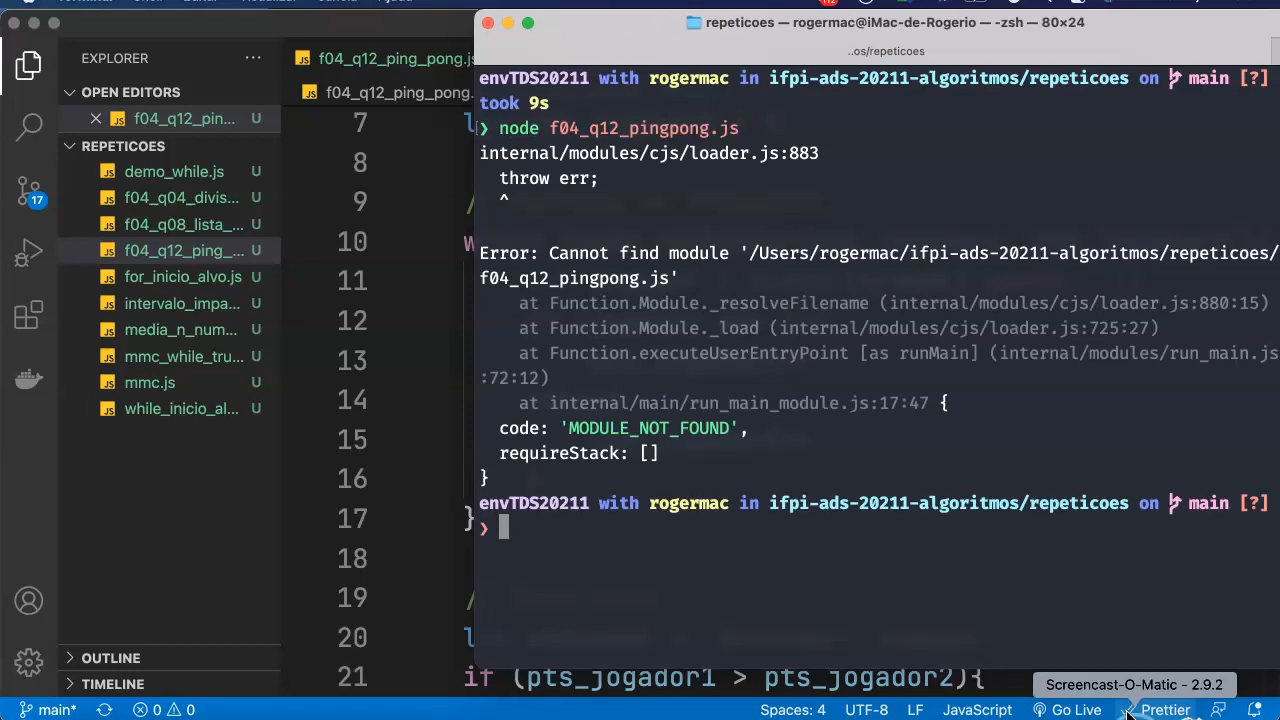 repeticoes — rogermac@iMac-de-Rogerio — -zsh — 80×24
..os/repeticoes
EXPLORER
OPEN EDITORS
f04_q12_pin... U
REPETICOES
demo_while.js U
f04_q04_divis... U
f04_q08_lista_... U
f04_q12_ping_... U
for_inicio_alvo.js U
intervalo_impa... U
media_n_num... U
mmc_while_tru... U
mmc.js U
while_inicio_al... U
OUTLINE
TIMELINE
17
f04_q12_ping_pong.js
f04_q12_ping_pong.
7
8
9
10
11
12
13
14
15
16
17 }
18
19
20
21 if (pts_jogador1 > pts_jogador2){
envTDS20211 with rogermac in ifpi-ads-20211-algoritmos/repeticoes on main [?]
took 9s
❯ node f04_q12_pingpong.js
internal/modules/cjs/loader.js:883
throw err;
^
Error: Cannot find module '/Users/rogermac/ifpi-ads-20211-algoritmos/repeticoes/
f04_q12_pingpong.js'
at Function.Module._resolveFilename (internal/modules/cjs/loader.js:880:15)
at Function.Module._load (internal/modules/cjs/loader.js:725:27)
at Function.executeUserEntryPoint [as runMain] (internal/modules/run_main.js
:72:12)
at internal/main/run_main_module.js:17:47 {
code: 'MODULE_NOT_FOUND',
requireStack: []
}
envTDS20211 with rogermac in ifpi-ads-20211-algoritmos/repeticoes on main [?]
❯
Screencast-O-Matic - 2.9.2
main* 0 0 Spaces: 4 UTF-8 LF JavaScript Go Live Prettier